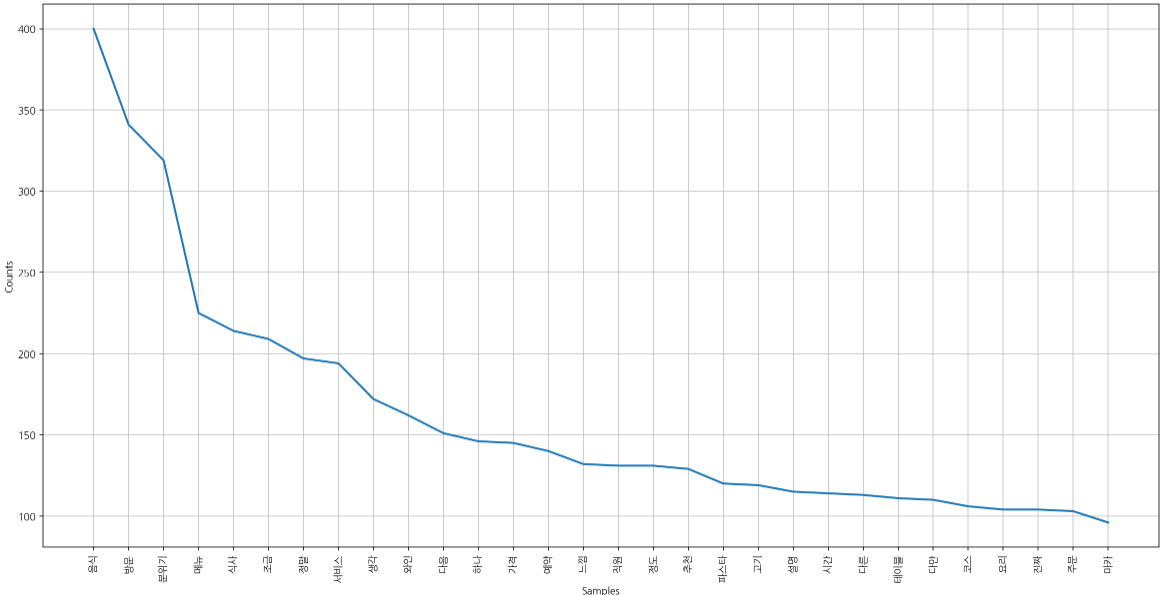 400
350
300
250
200
150
100
Counts
음식
방문
분위기
메뉴
식사
조금
정말
서비스
생각
와인
다음
하나
가격
예약
느낌
직원
정도
추천
파스타
고기
설명
시간
다른
테이블
다만
코스
요리
진짜
주문
마카
Samples